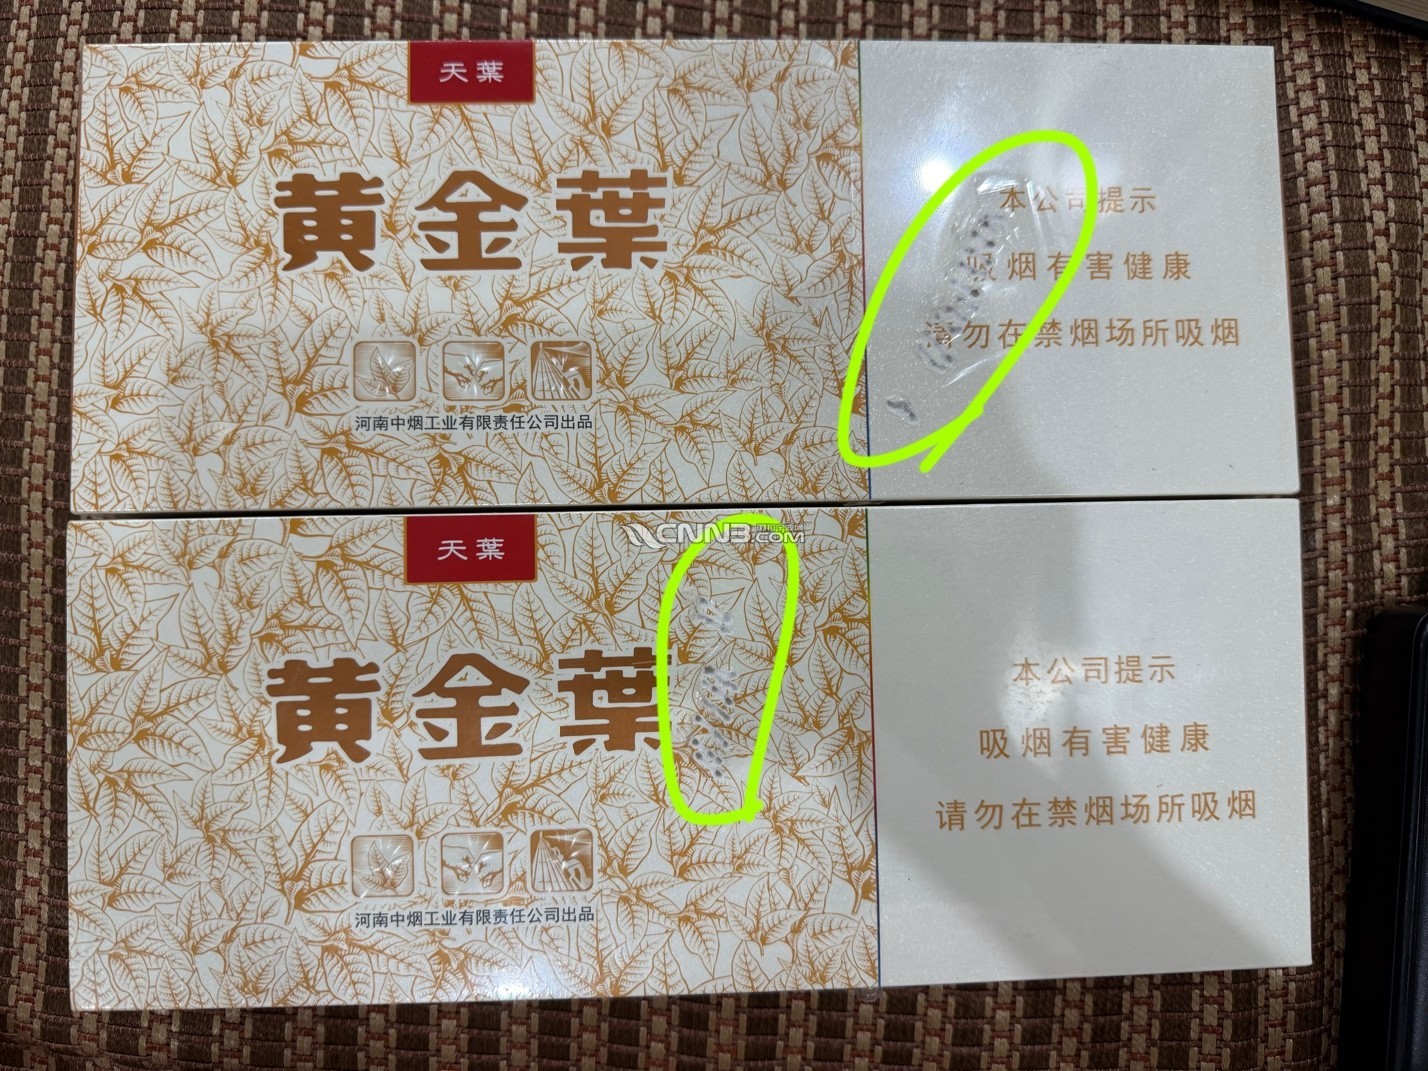 天葉
黄金葉
河南中烟工业有限责任公司出品
本公司提示
吸烟有害健康
请勿在禁烟场所吸烟
CNNB.COM
天葉
黄金葉
河南中烟工业有限责任公司出品
本公司提示
吸烟有害健康
请勿在禁烟场所吸烟